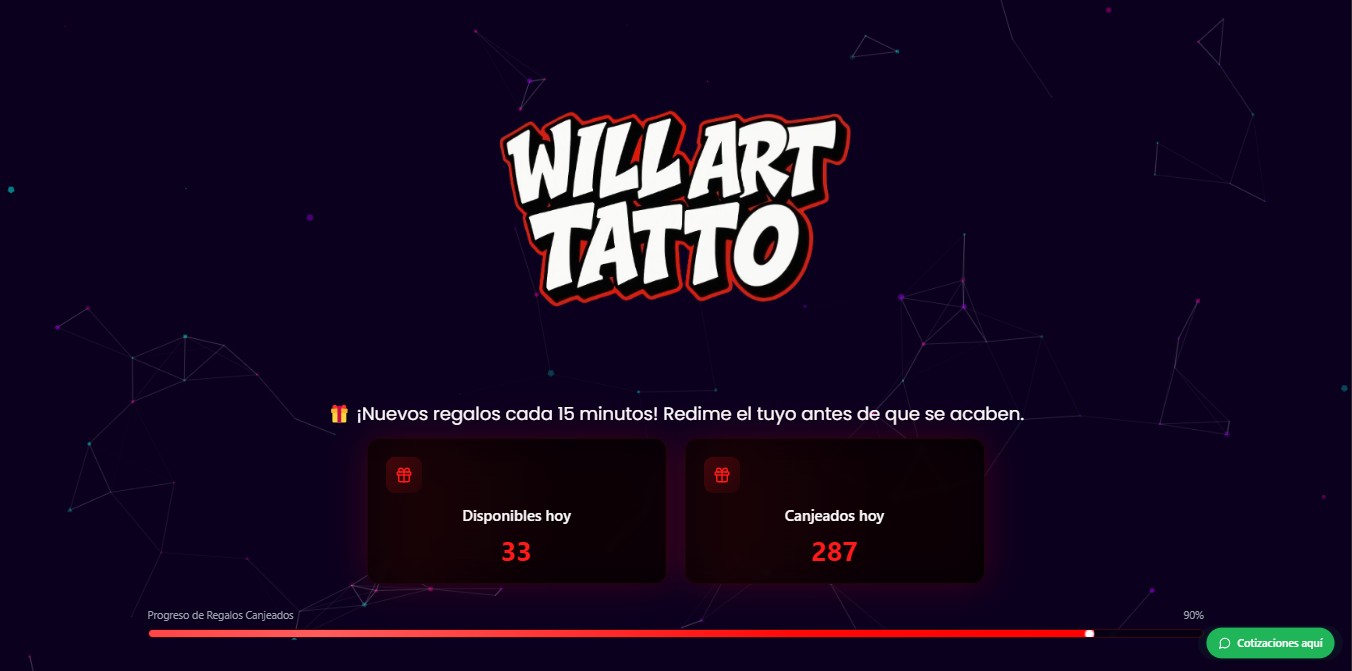 WILL ART
TATTO
🎁 ¡Nuevos regalos cada 15 minutos! Redime el tuyo antes de que se acaben.
Disponibles hoy
33
Canjeados hoy
287
Progreso de Regalos Canjeados
90%
Cotizaciones aquí